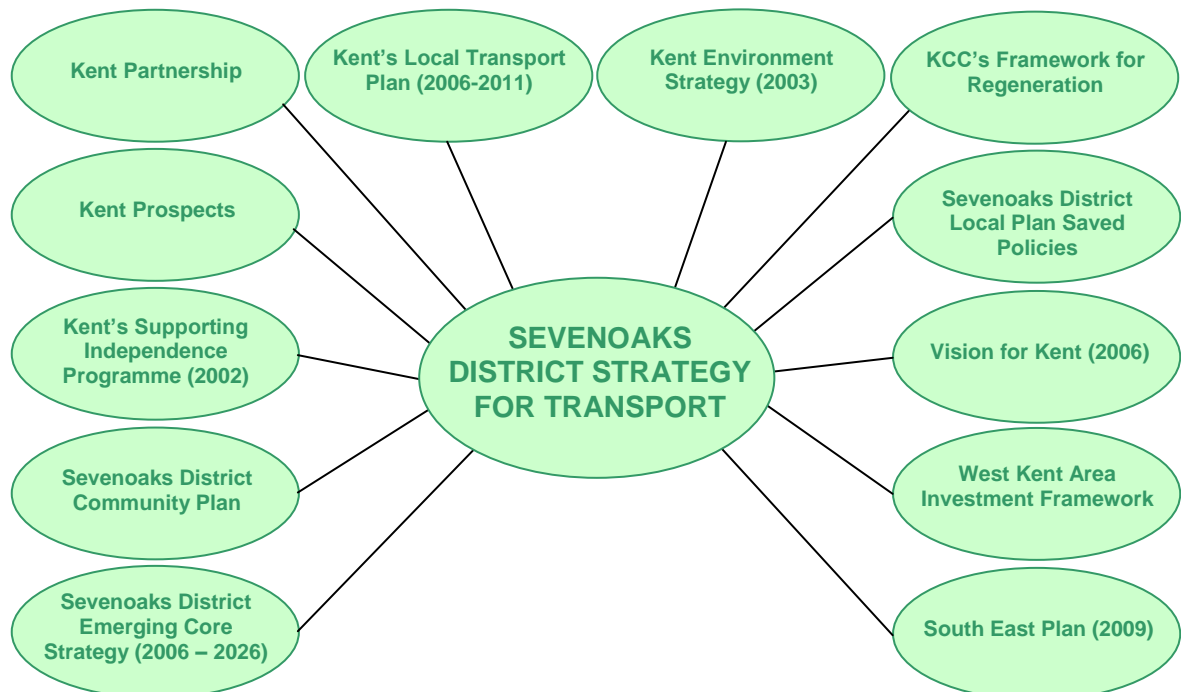 Kent Partnership
Kent’s Local Transport
Plan (2006-2011)
Kent Environment
Strategy (2003)
KCC’s Framework for
Regeneration
Kent Prospects
Sevenoaks District
Local Plan Saved
Policies
Kent’s Supporting
Independence
Programme (2002)
SEVENOAKS
DISTRICT STRATEGY
FOR TRANSPORT
Vision for Kent (2006)
Sevenoaks District
Community Plan
West Kent Area
Investment Framework
Sevenoaks District
Emerging Core
Strategy (2006 – 2026)
South East Plan (2009)